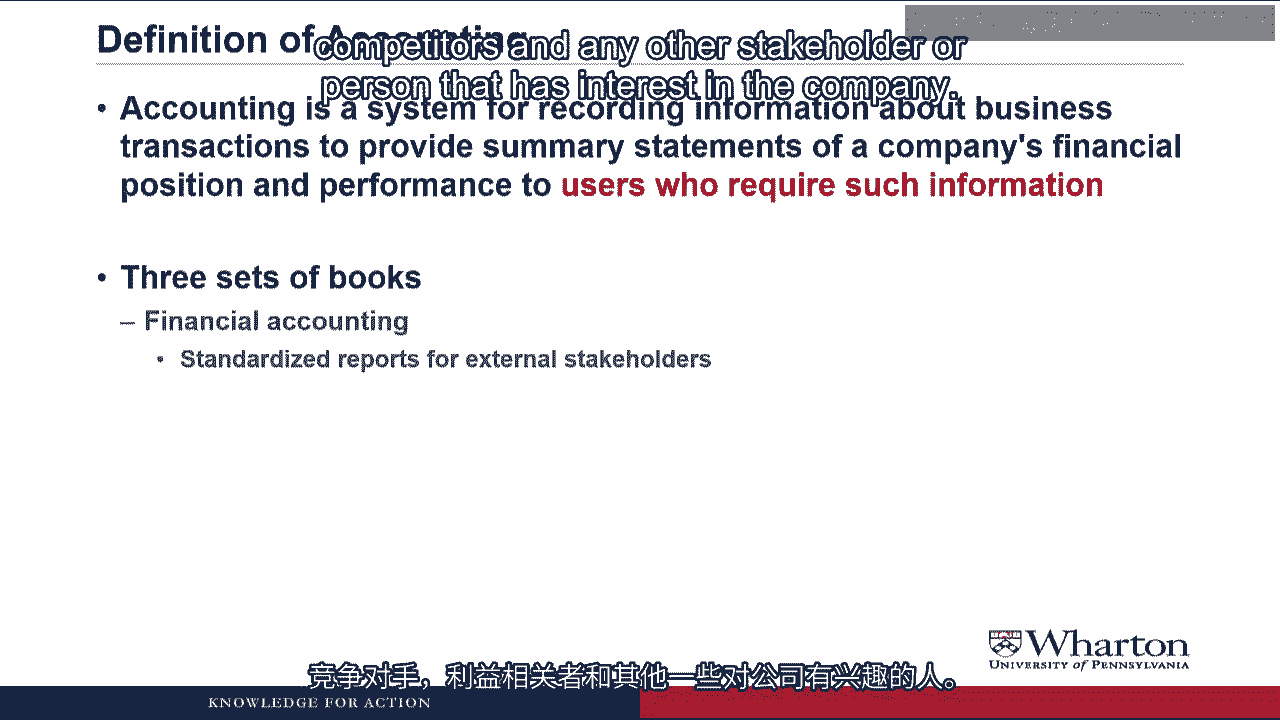 Definition of Accounting
competitors and any other stakeholder or
person that has interest in the company.
• Accounting is a system for recording information about business
transactions to provide summary statements of a company's financial
position and performance to users who require such information
• Three sets of books
– Financial accounting
• Standardized reports for external stakeholders
Wharton
UNIVERSITY of PENNSYLVANIA
竞争对手，利益相关者和其他一些对公司有兴趣的人。
KNOWLEDGE FOR ACTION